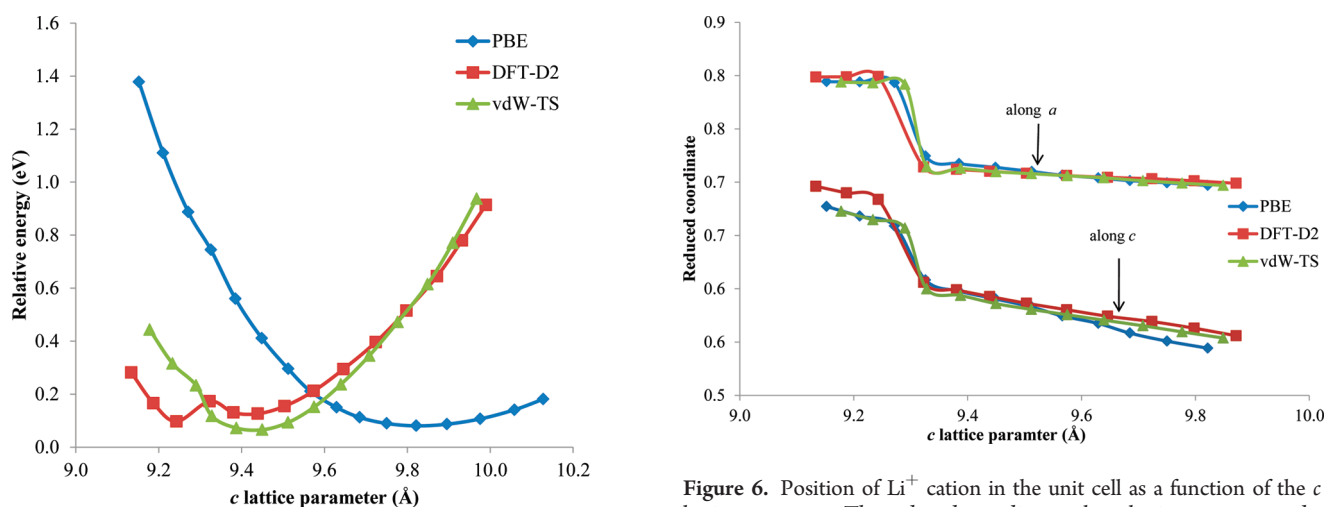 1.6
1.4
1.2
1.0
0.8
0.6
0.4
0.2
0.0
Relative energy (eV)
PBE
DFT-D2
vdW-TS
9.0 9.2 9.4 9.6 9.8 10.0 10.2
c lattice parameter (Å)
0.9
0.8
0.8
0.7
0.7
0.6
0.6
0.5
Reduced coordinate
along a
along c
PBE
DFT-D2
vdW-TS
9.0 9.2 9.4 9.6 9.8 10.0
c lattice paramter (Å)
Figure 6. Position of Li+ cation in the unit cell as a function of the c